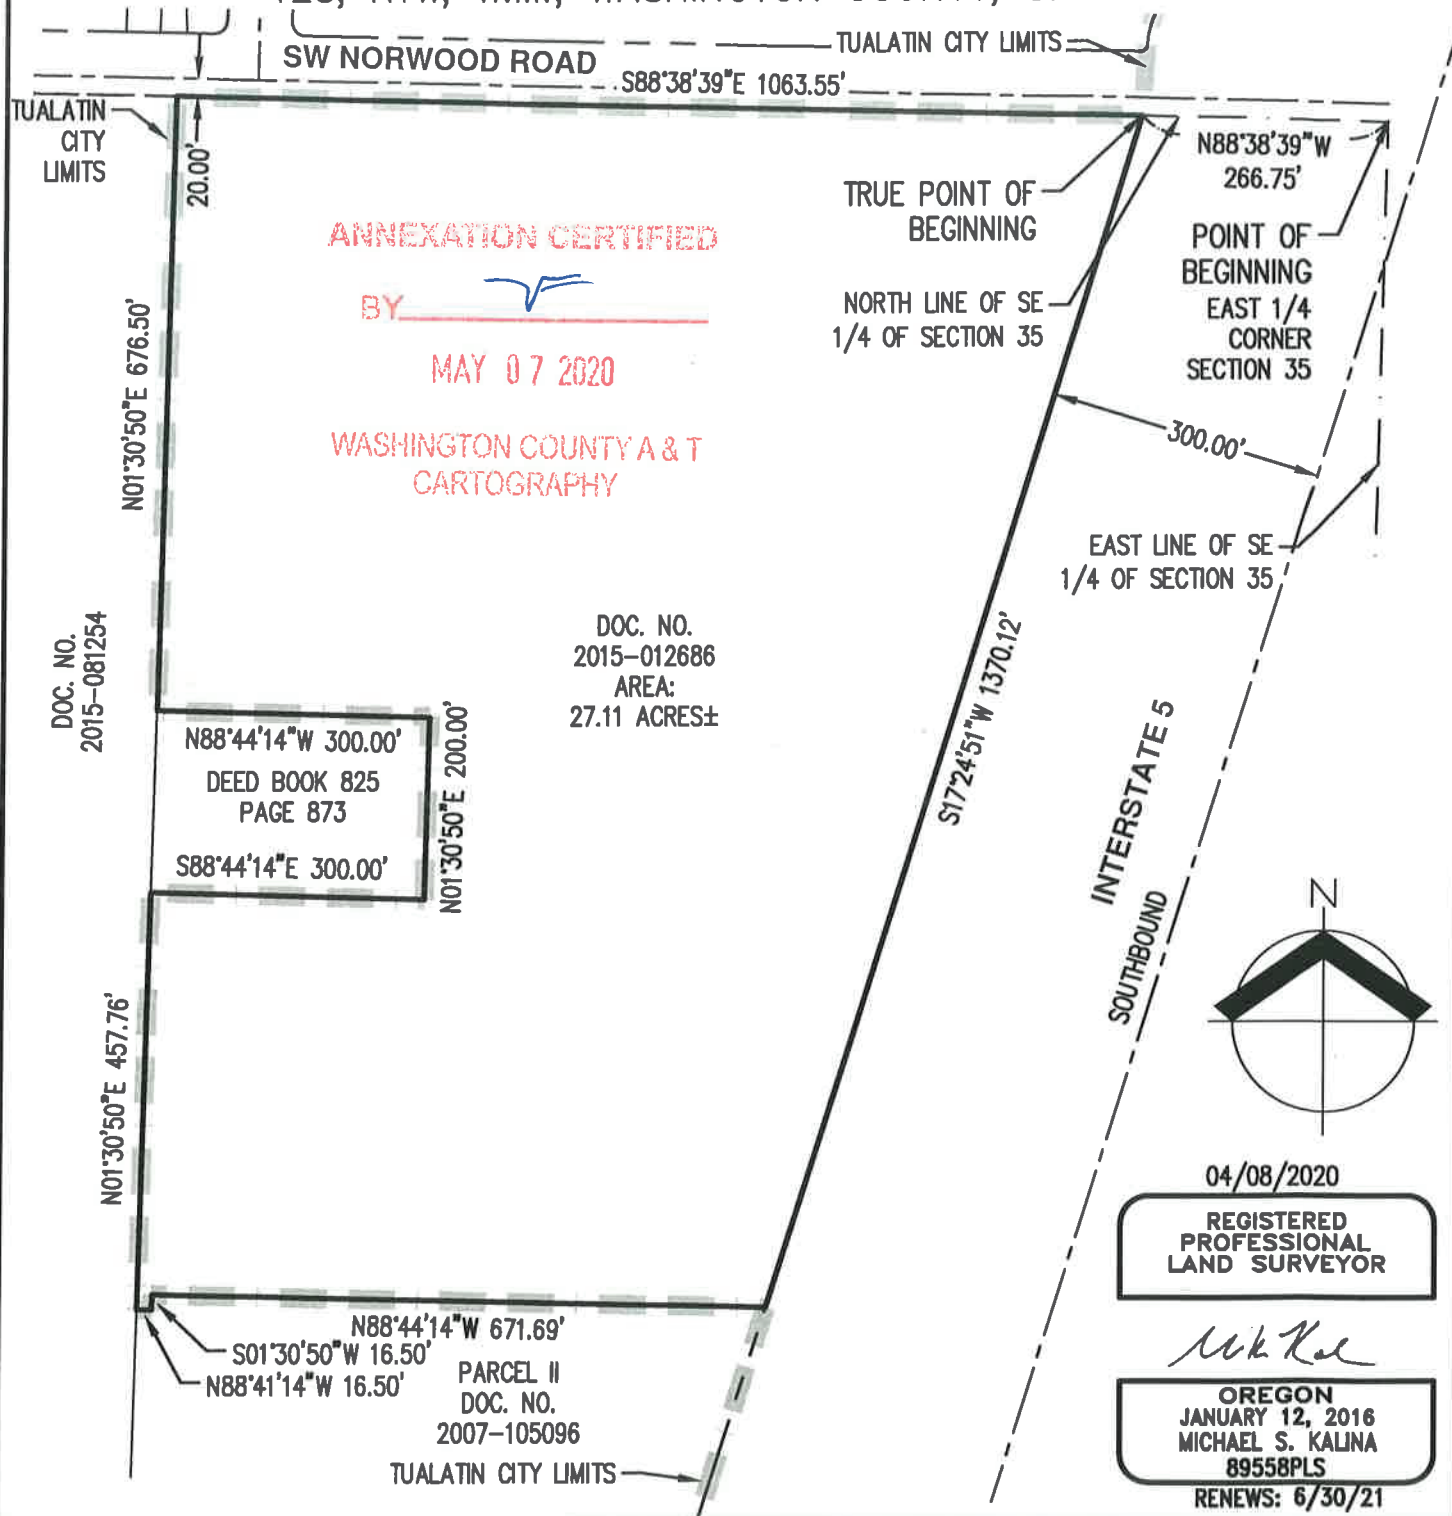 SW NORWOOD ROAD
TUALATIN CITY LIMITS
S88°38'39"E 1063.55'
TUALATIN
CITY
LIMITS
20.00'
N88°38'39"W
266.75'
TRUE POINT OF
BEGINNING
POINT OF
BEGINNING
EAST 1/4
CORNER
SECTION 35
ANNEXATION CERTIFIED
BY
MAY 07 2020
WASHINGTON COUNTY A & T
CARTOGRAPHY
NORTH LINE OF SE
1/4 OF SECTION 35
N01°30'50"E 676.50'
300.00'
EAST LINE OF SE
1/4 OF SECTION 35
DOC. NO.
2015-081254
DOC. NO.
2015-012686
AREA:
27.11 ACRES±
S17°24'51"W 1370.12'
N88°44'14"W 300.00'
DEED BOOK 825
PAGE 873
S88°44'14"E 300.00'
N01°30'50"E 200.00'
INTERSTATE 5
SOUTHBOUND
N
N01°30'50"E 457.76'
N88°44'14"W 671.69'
S01°30'50"W 16.50'
N88°41'14"W 16.50'
PARCEL II
DOC. NO.
2007-105096
TUALATIN CITY LIMITS
04/08/2020
REGISTERED
PROFESSIONAL
LAND SURVEYOR
OREGON
JANUARY 12, 2016
MICHAEL S. KALINA
89558PLS
RENEWS: 6/30/21